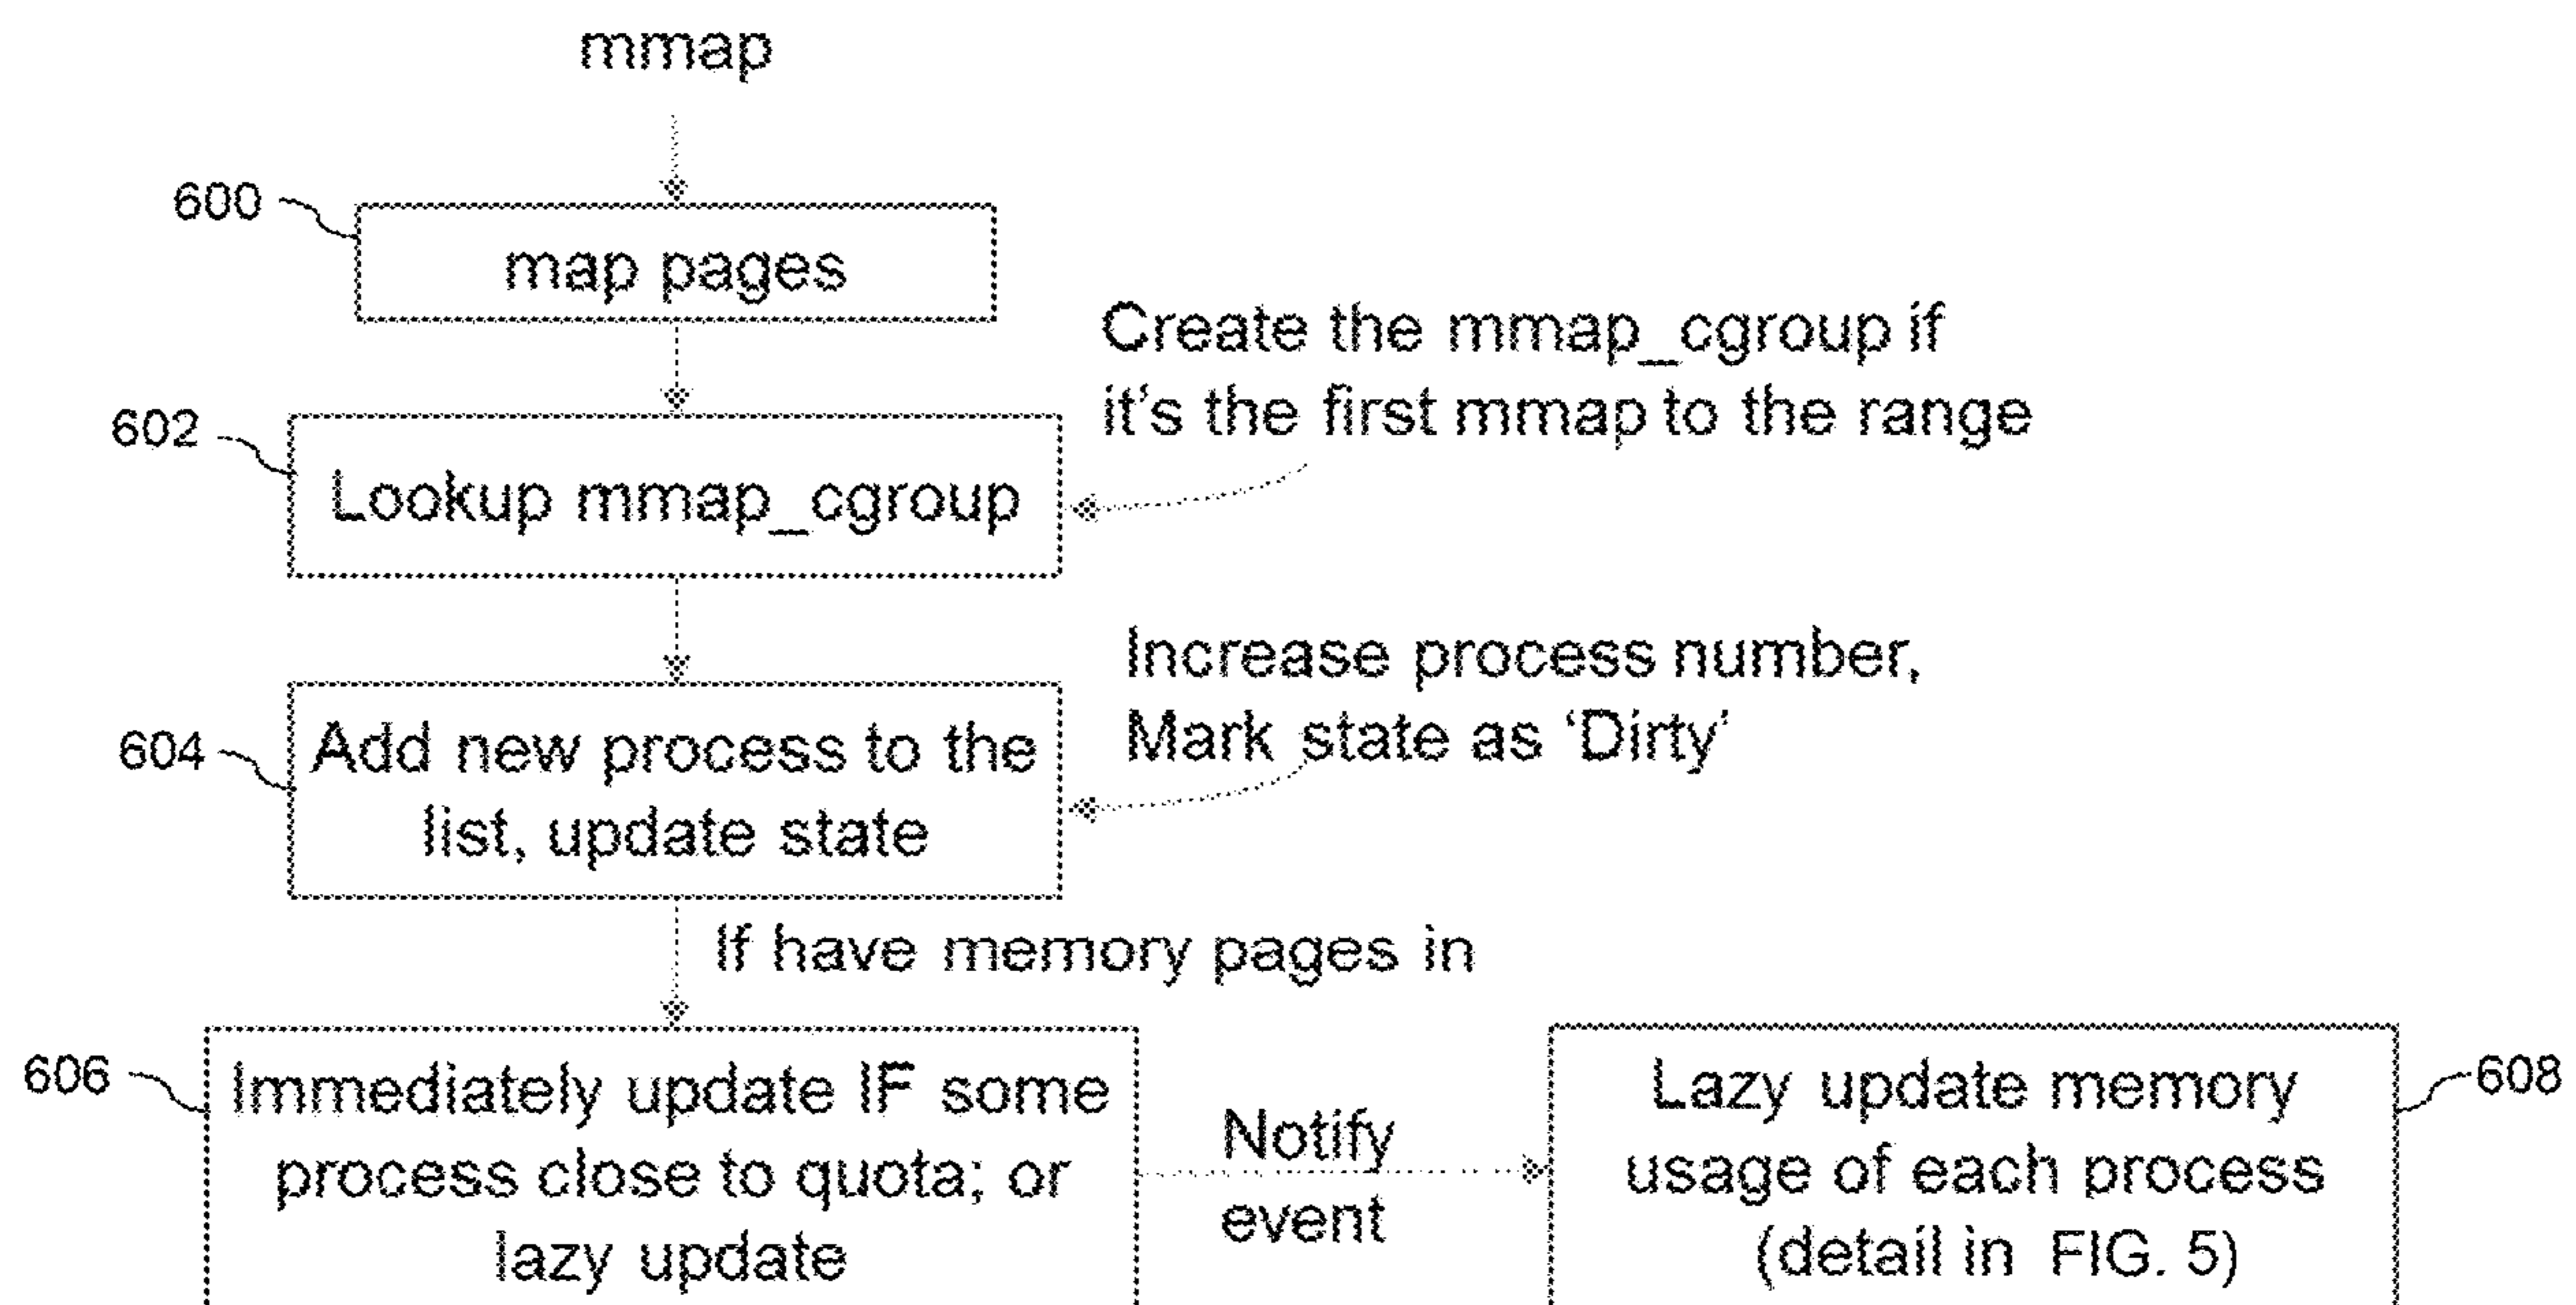 mmap
600
map pages
Create the mmap_cgroup if
it's the first mmap to the range
602
Lookup mmap_cgroup
Increase process number,
Mark state as 'Dirty'
604
Add new process to the
list, update state
If have memory pages in
606
Immediately update IF some
process close to quota; or
lazy update
Notify
event
Lazy update memory
usage of each process
(detail in FIG. 5)
608